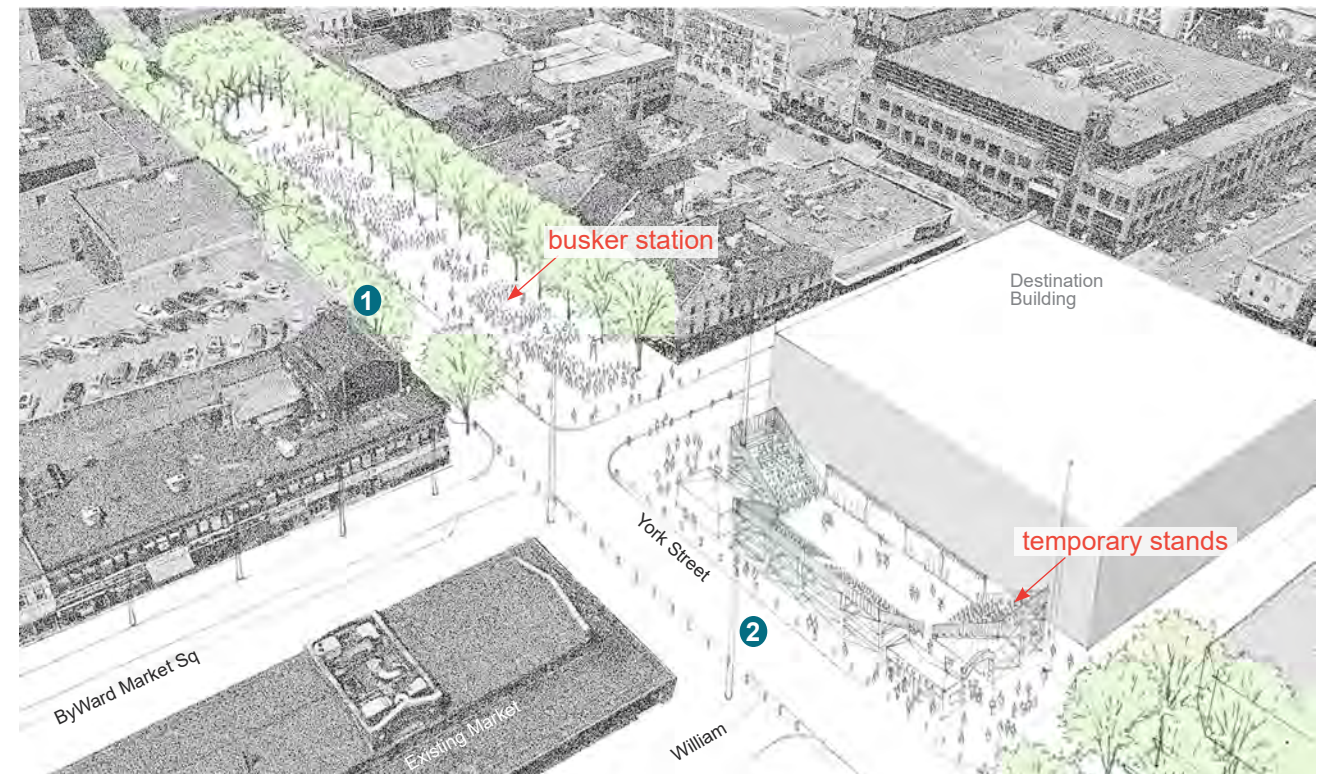 busker station
Destination
Building
1
temporary stands
York Street
2
ByWard Market Sq
Existing Market
William